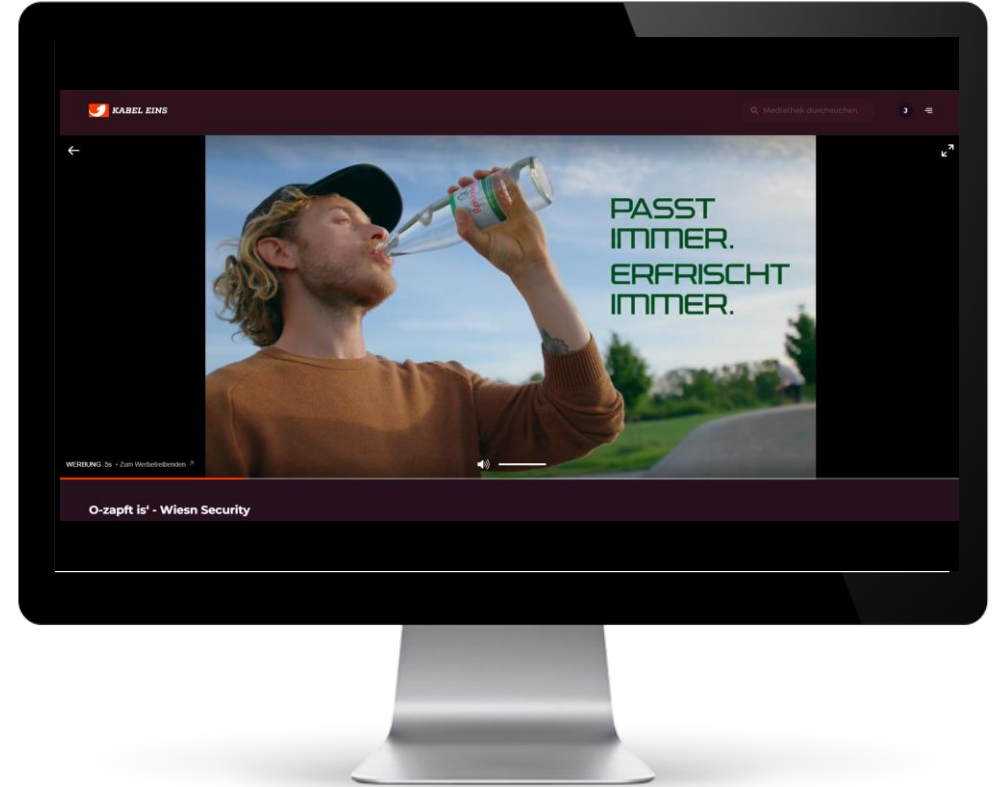 KABEL EINS
Mediathek durchsuchen
J
PASST
IMMER.
ERFRISCHT
IMMER.
WERBUNG 5s - Zum Werbetreibenden
O-zapft is' - Wiesn Security